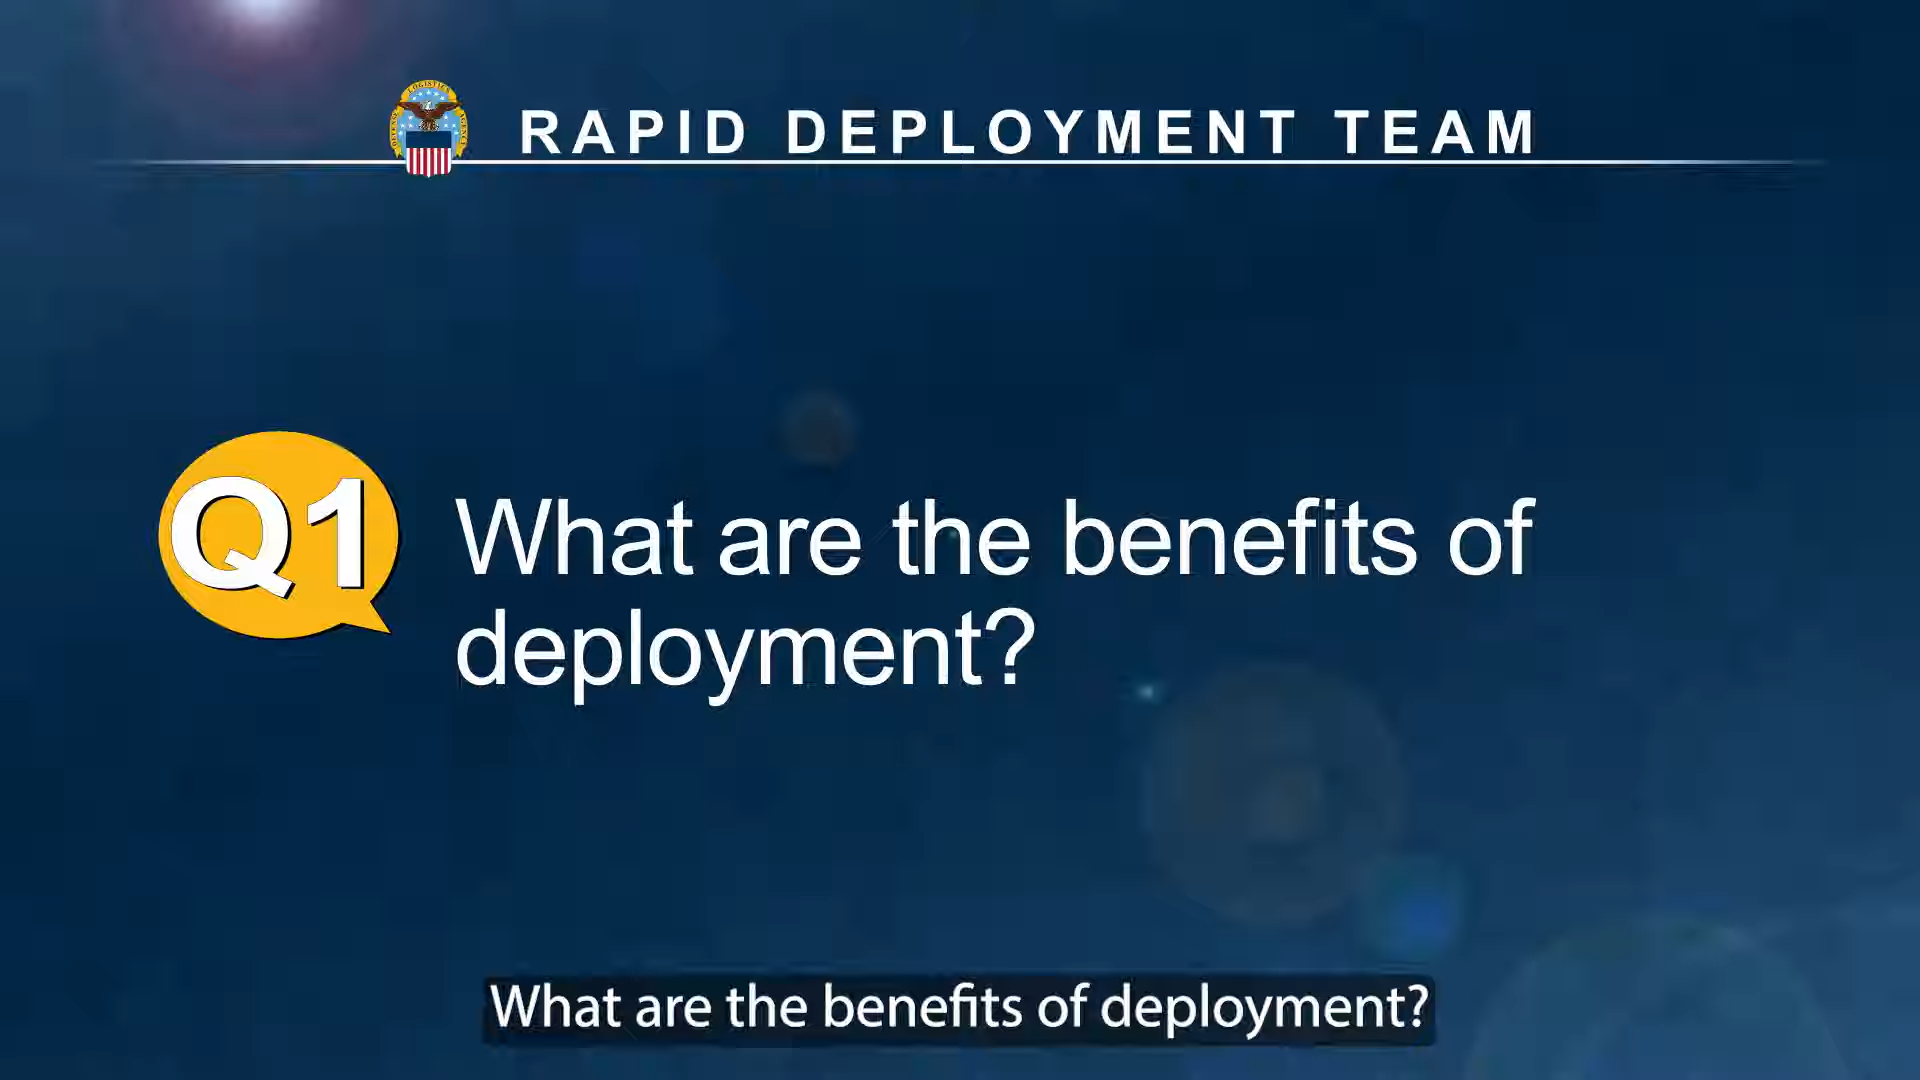 RAPID DEPLOYMENT TEAM
Q1
What are the benefits of
deployment?
What are the benefits of deployment?